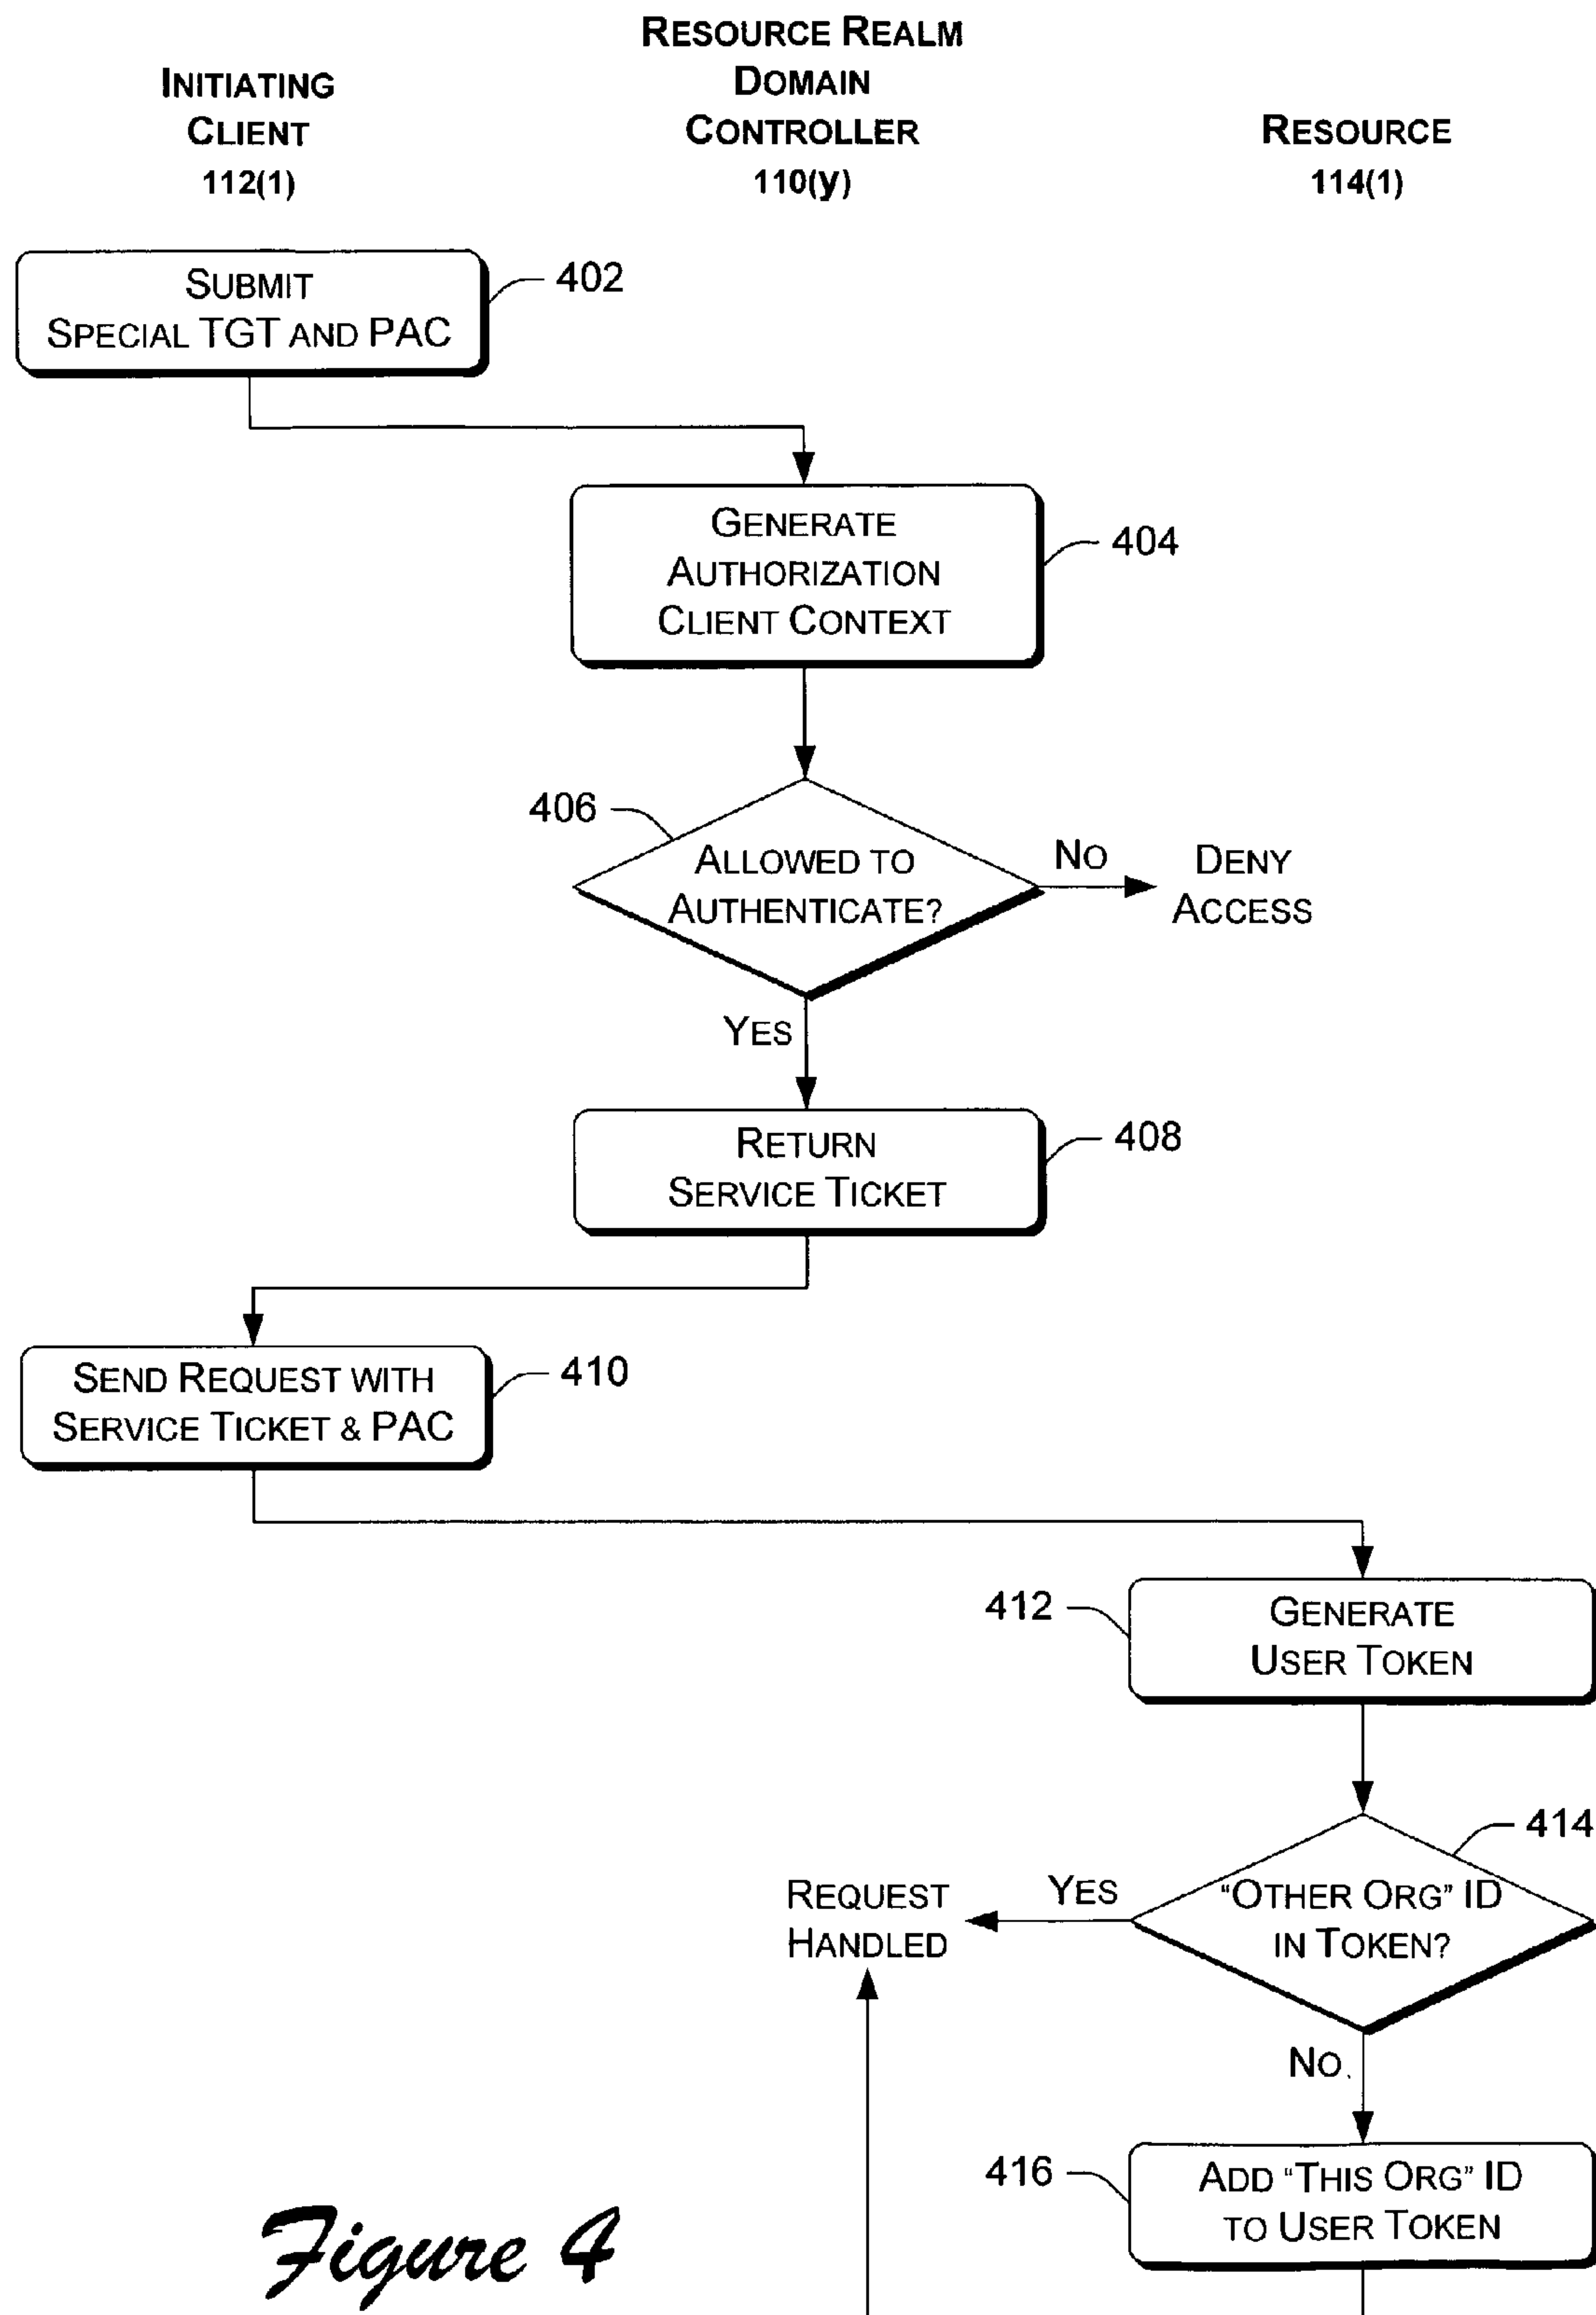 INITIATING
CLIENT
112(1)
RESOURCE REALM
DOMAIN
CONTROLLER
110(y)
RESOURCE
114(1)
SUBMIT
SPECIAL TGT AND PAC
402
GENERATE
AUTHORIZATION
CLIENT CONTEXT
404
406
ALLOWED TO
AUTHENTICATE?
NO
DENY
ACCESS
YES
RETURN
SERVICE TICKET
408
SEND REQUEST WITH
SERVICE TICKET & PAC
410
412
GENERATE
USER TOKEN
414
"OTHER ORG" ID
IN TOKEN?
YES
REQUEST
HANDLED
NO
416
ADD "THIS ORG" ID
TO USER TOKEN
Figure 4